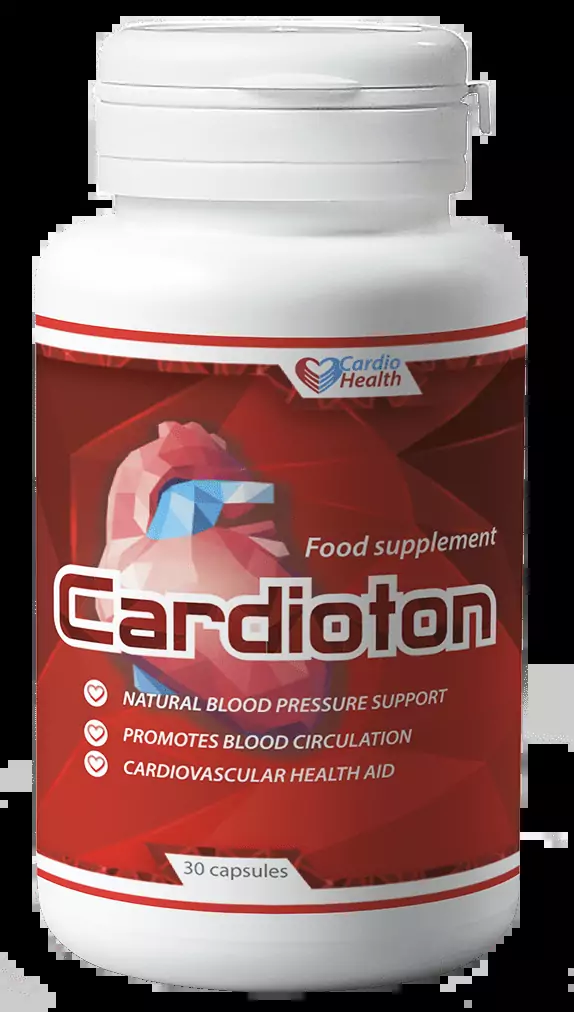 Cardio
Health
Food supplement
Cardioton
NATURAL BLOOD PRESSURE SUPPORT
PROMOTES BLOOD CIRCULATION
CARDIOVASCULAR HEALTH AID
30 capsules